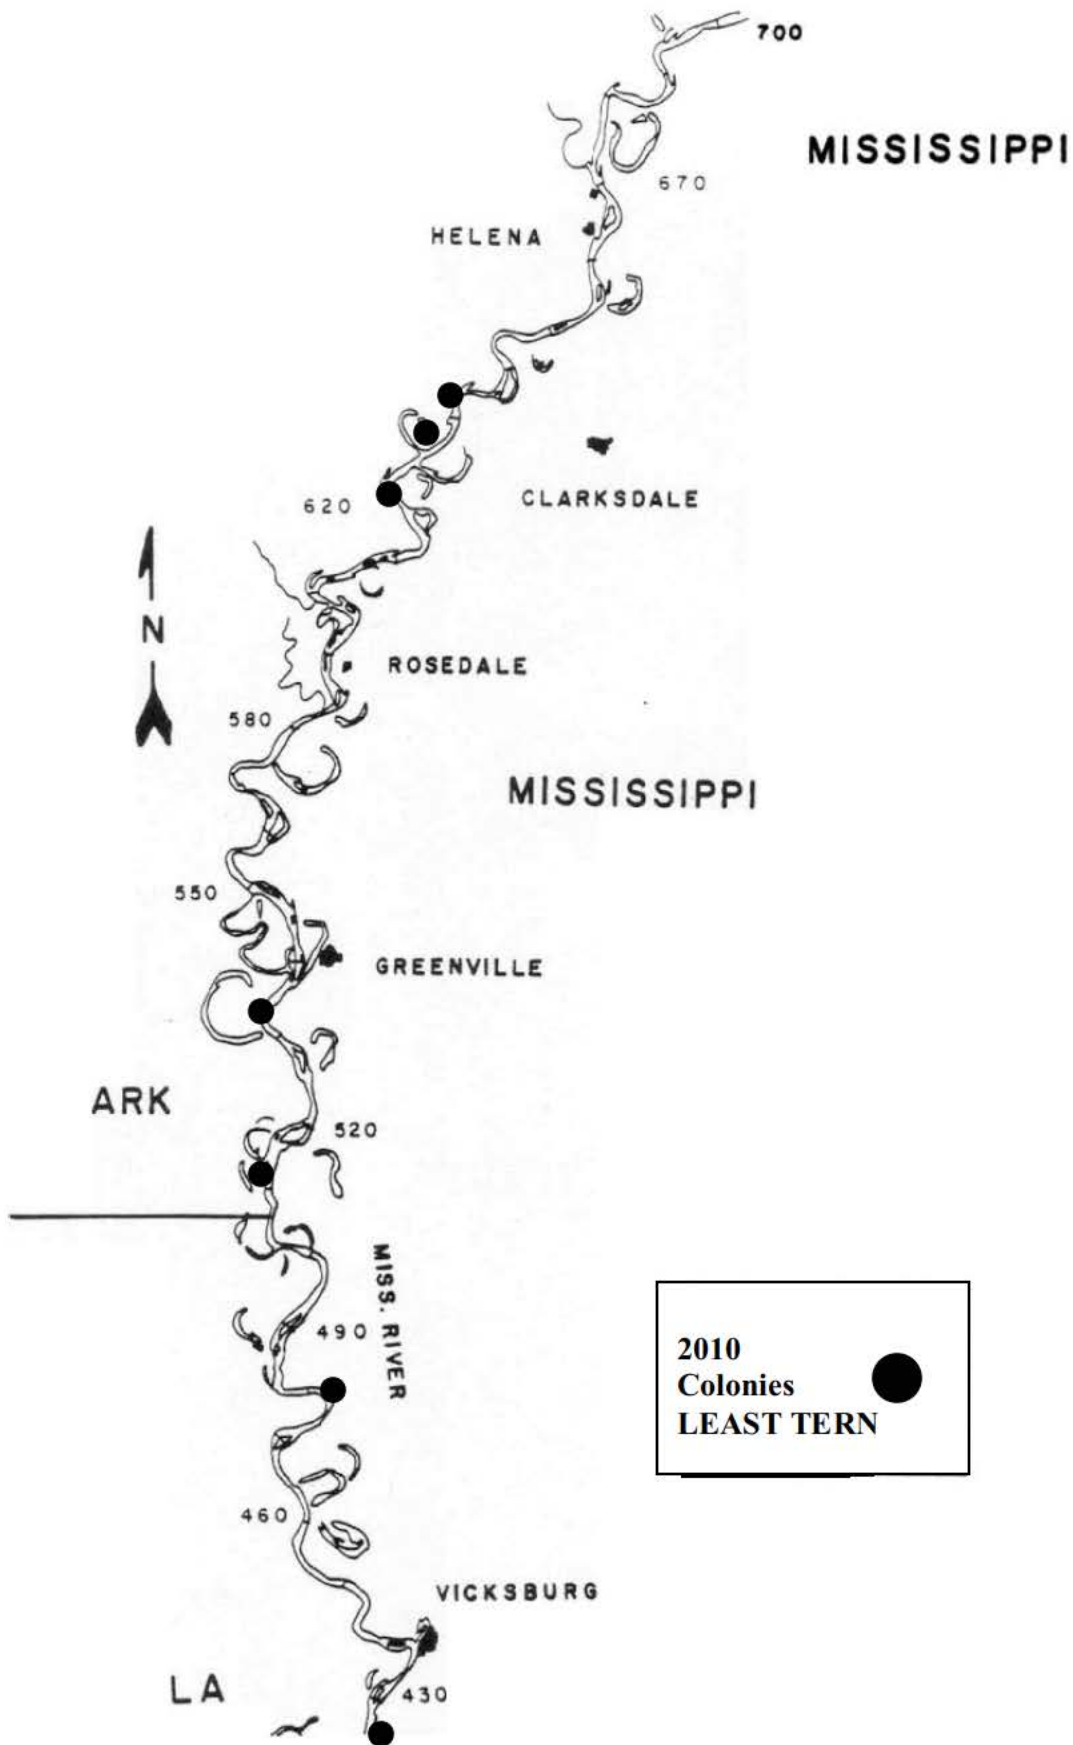 700
MISSISSIPPI
670
HELENA
CLARKSDALE
620
N
ROSEDALE
580
MISSISSIPPI
550
GREENVILLE
ARK
520
MISS. RIVER
490
2010
Colonies
LEAST TERN
460
VICKSBURG
LA
430